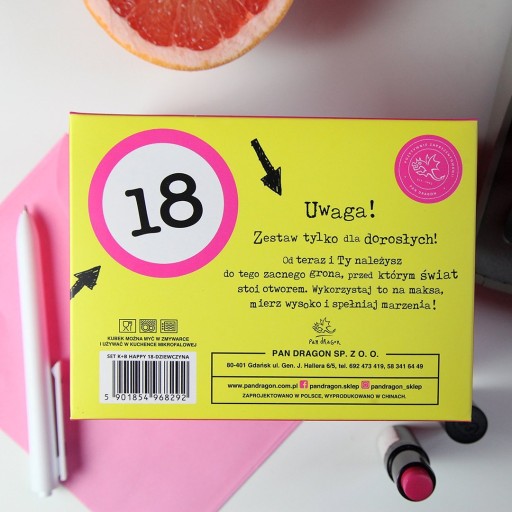 18
Uwaga!
Zestaw tylko dla dorosłych!
Od teraz i Ty należysz
do tego zacnego grona, przed którym świat
stoi otworem. Wykorzystaj to na maksa,
mierz wysoko i spełniaj marzenia!
Pan dragon
KUBEK MOŻNA MYĆ W ZMYWARCE
I UŻYWAĆ W KUCHENCE MIKROFALOWEJ
SET K+B HAPPY 18-DZIEWCZYNA
5 901854 968292
PAN DRAGON SP. Z O. O.
80-401 Gdańsk ul. Gen. J. Hallera 6/5, tel. 692 473 419, 58 341 64 49
www.pandragon.com.pl pandragon.sklep pandragon_sklep
ZAPROJEKTOWANO W POLSCE, WYPRODUKOWANO W CHINACH.